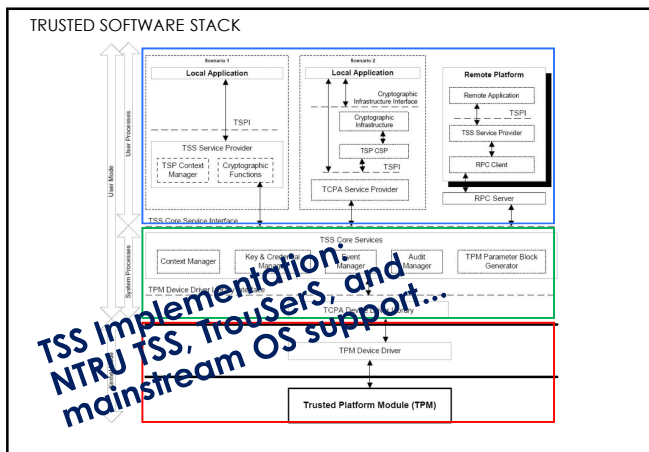 TRUSTED SOFTWARE STACK
Scenario 1
Local Application
TSPI
TSS Service Provider
TSP Context
Manager
Cryptographic
Functions
Scenario 2
Local Application
Cryptographic
Infrastructure Interface
Cryptographic
Infrastructure
TSP CSP
TSPI
TCPA Service Provider
Remote Platform
Remote Application
TSPI
TSS Service Provider
RPC Client
RPC Server
User Mode
User Processes
TSS Core Service Interface
System Processes
TSS Core Services
Context Manager
Key & Credential
Event
Manager
Audit
Manager
TPM Parameter Block
Generator
TPM Device Driver Library Interface
TCPA Device Library
TPM Device Driver
Trusted Platform Module (TPM)
TSS Implementation:
NTRU TSS, TrouSerS, and
mainstream OS support...